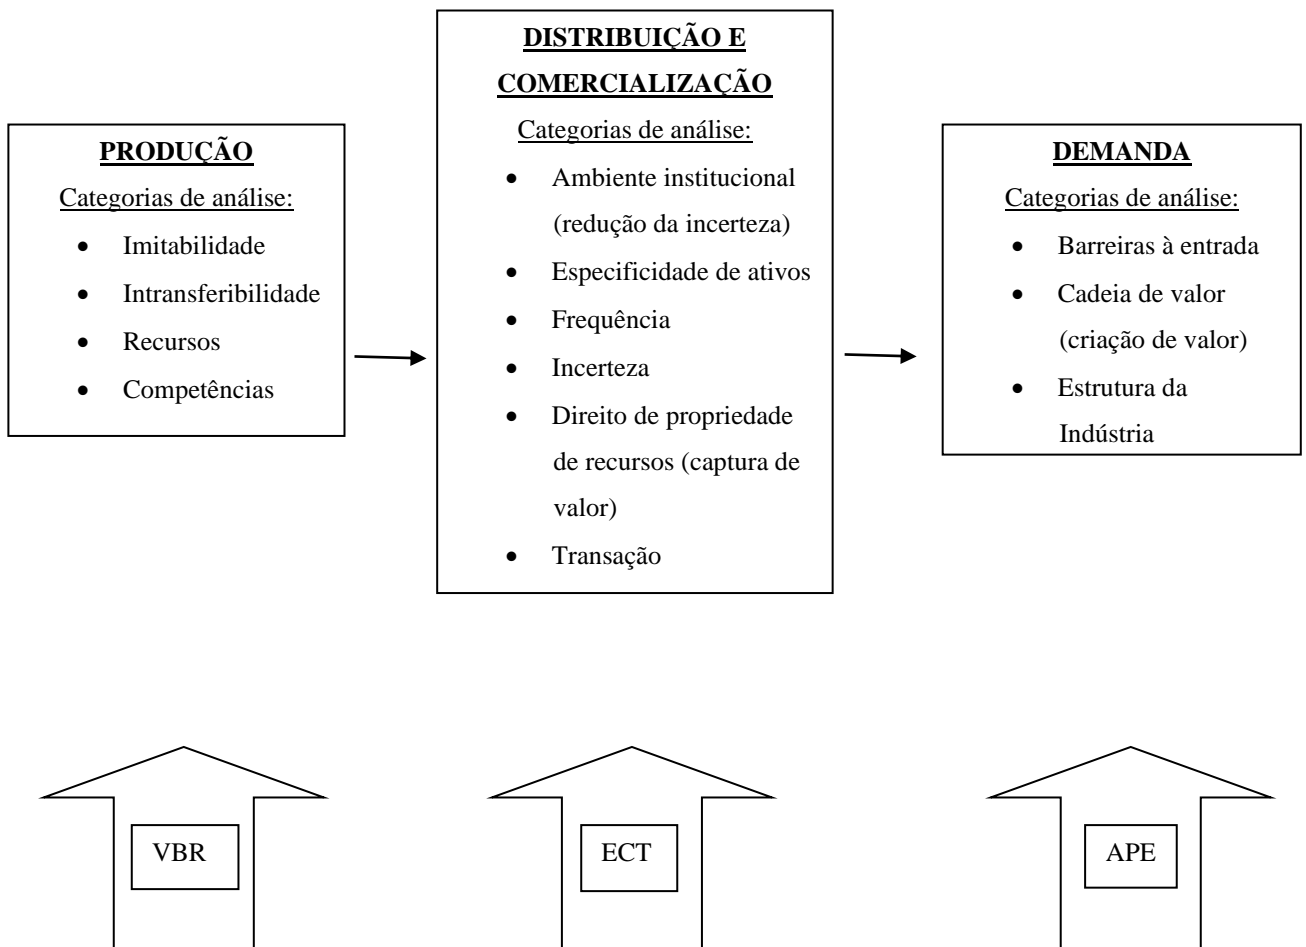 PRODUÇÃO
Categorias de análise:
• Imitabilidade
• Intransferibilidade
• Recursos
• Competências
DISTRIBUIÇÃO E
COMERCIALIZAÇÃO
Categorias de análise:
• Ambiente institucional
(redução da incerteza)
• Especificidade de ativos
• Frequência
• Incerteza
• Direito de propriedade
de recursos (captura de
valor)
• Transação
DEMANDA
Categorias de análise:
• Barreiras à entrada
• Cadeia de valor
(criação de valor)
• Estrutura da
Indústria
VBR
ECT
APE